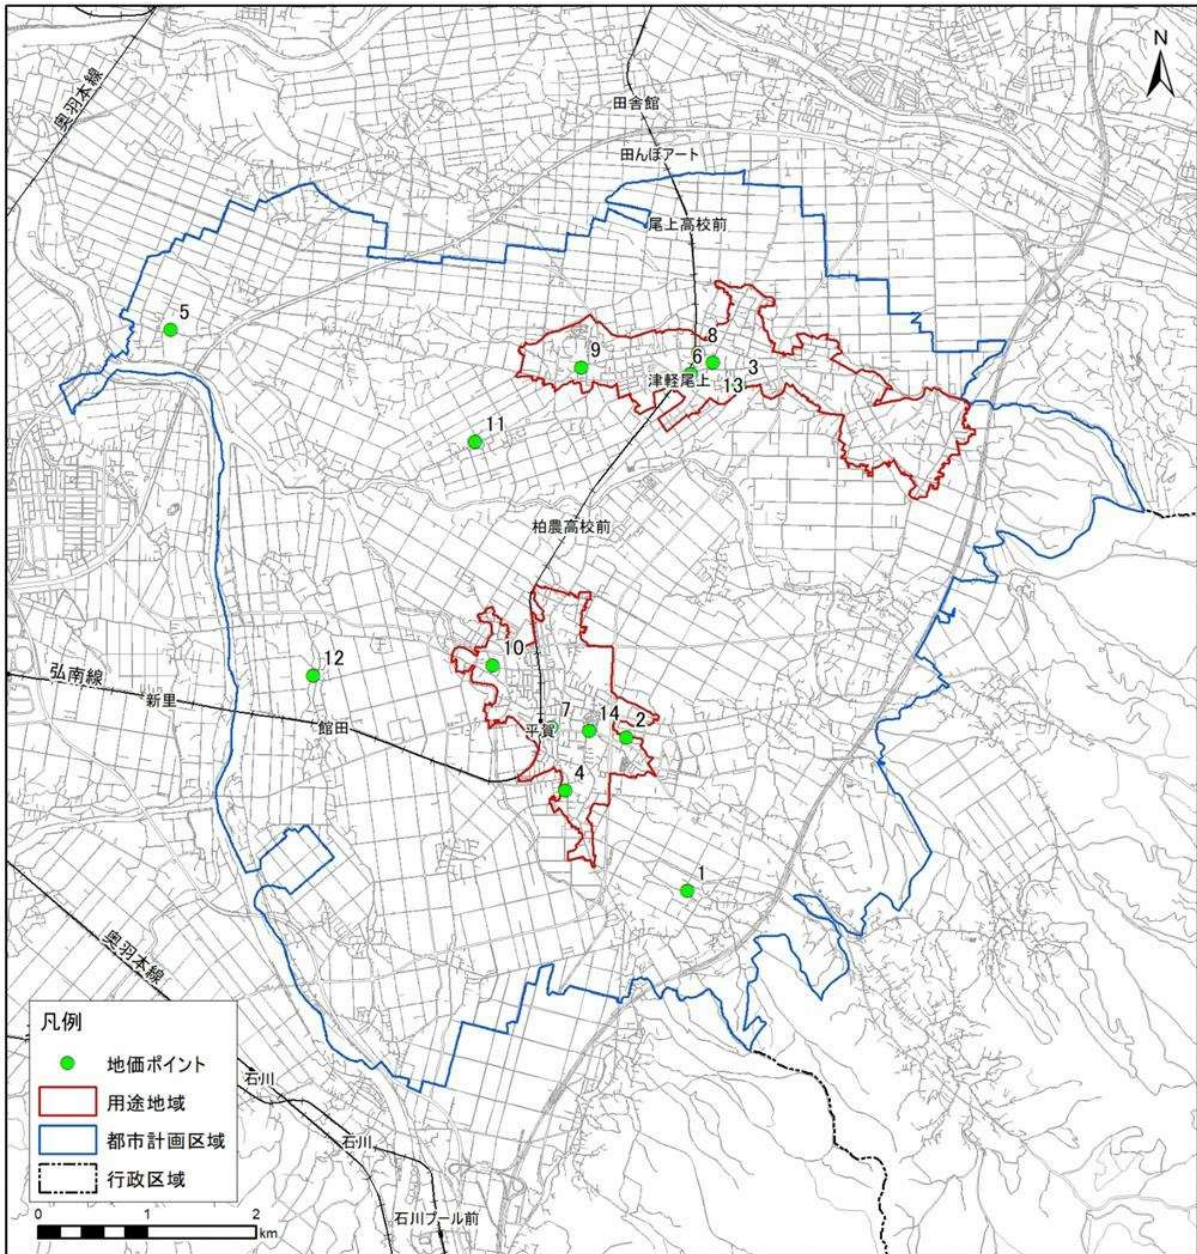 N
奥羽本線
田舎館
田んぼアート
尾上高校前
5
9
8
6
3
津軽尾上
13
11
柏農高校前
10
12
弘南線
新里
館田
7
14
2
平賀
4
1
奥羽本線
凡例
地価ポイント
用途地域
都市計画区域
行政区域
石川
石川
石川プール前
0 1 2
km